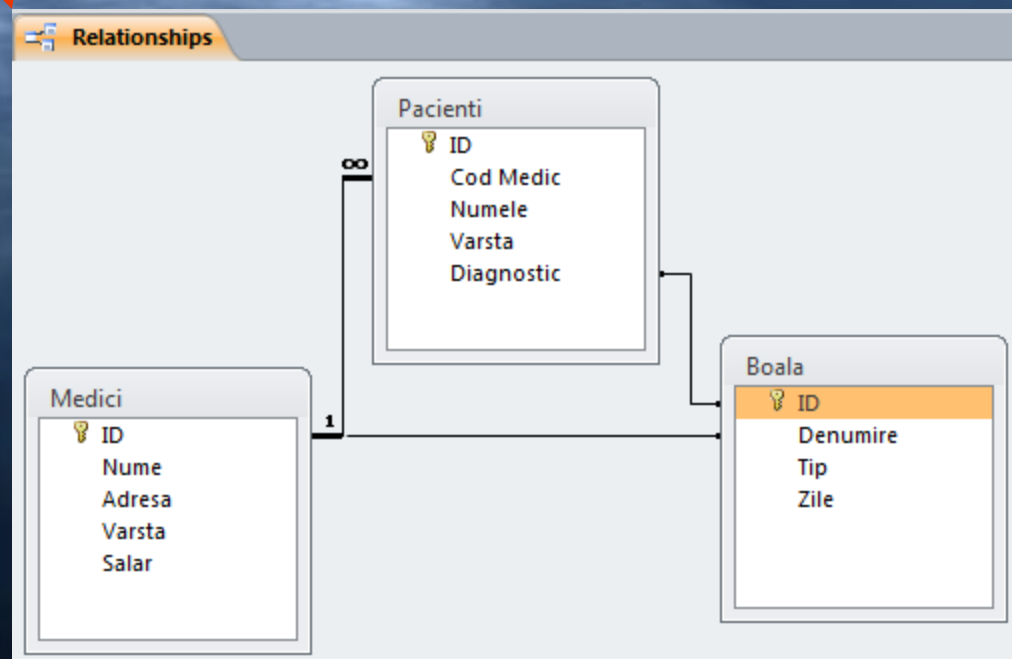 Relationships
Pacienti
ID
Cod Medic
Numele
Varsta
Diagnostic
∞
Medici
ID
Nume
Adresa
Varsta
Salar
1
Boala
ID
Denumire
Tip
Zile